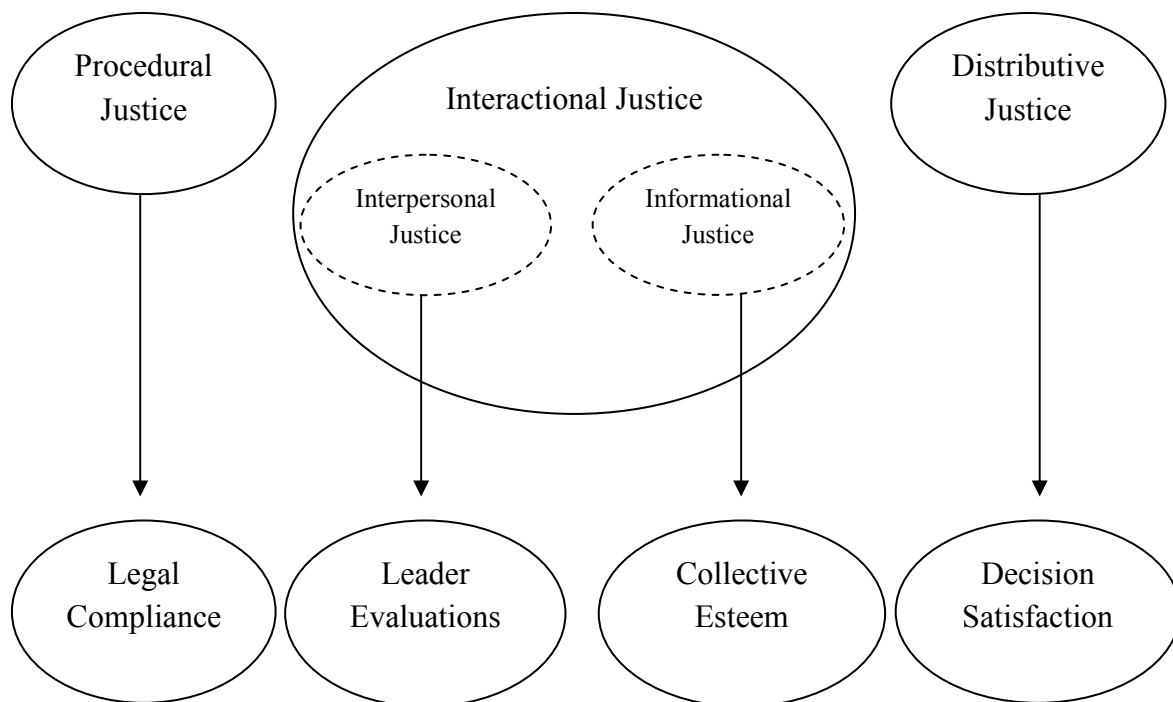 Procedural
Justice
Interactional Justice
Interpersonal
Justice
Informational
Justice
Distributive
Justice
Legal
Compliance
Leader
Evaluations
Collective
Esteem
Decision
Satisfaction